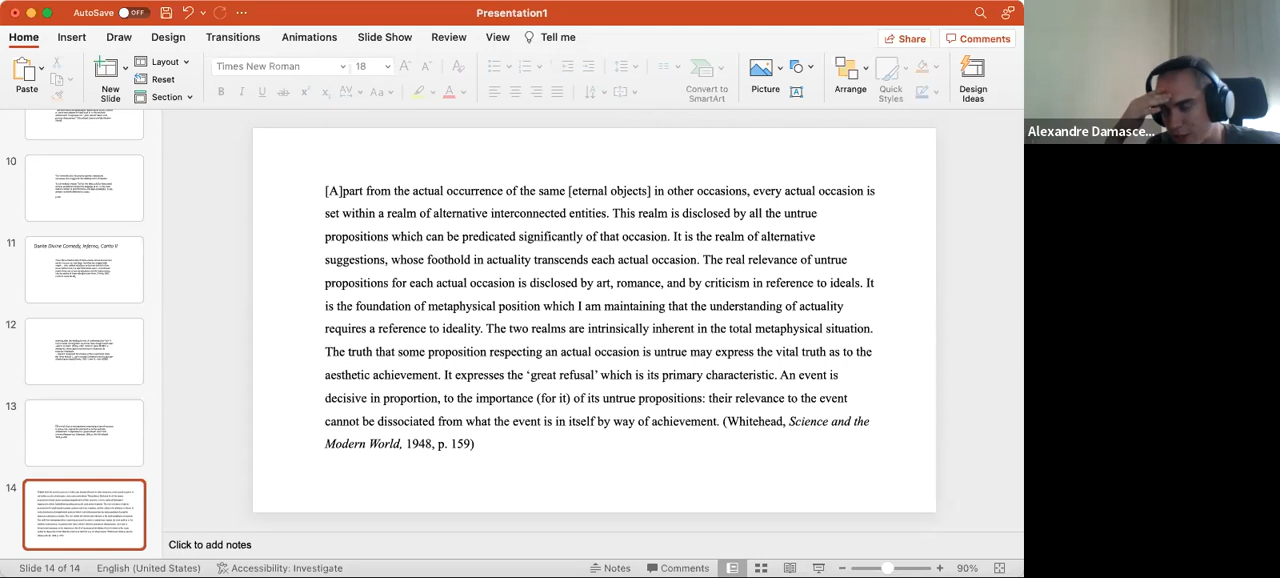 AutoSave OFF
Presentation1
Home Insert Draw Design Transitions Animations Slide Show Review View Tell me
Share Comments
Paste
New Slide
Layout
Reset
Section
Times New Roman 18
Convert to SmartArt
Picture
Arrange
Quick Styles
Design Ideas
Alexandre Damasce...
10
11
Dante Divine Comedy, Inferno, Canto II
12
13
14
[A]part from the actual occurrence of the same [eternal objects] in other occasions, every actual occasion is
set within a realm of alternative interconnected entities. This realm is disclosed by all the untrue
propositions which can be predicated significantly of that occasion. It is the realm of alternative
suggestions, whose foothold in actuality transcends each actual occasion. The real relevance of untrue
propositions for each actual occasion is disclosed by art, romance, and by criticism in reference to ideals. It
is the foundation of metaphysical position which I am maintaining that the understanding of actuality
requires a reference to ideality. The two realms are intrinsically inherent in the total metaphysical situation.
The truth that some proposition respecting an actual occasion is untrue may express the vital truth as to the
aesthetic achievement. It expresses the ‘great refusal’ which is its primary characteristic. An event is
decisive in proportion, to the importance (for it) of its untrue propositions: their relevance to the event
cannot be dissociated from what the event is in itself by way of achievement. (Whitehead, Science and the
Modern World, 1948, p. 159)
Click to add notes
Slide 14 of 14 English (United States) Accessibility: Investigate Notes Comments 90%